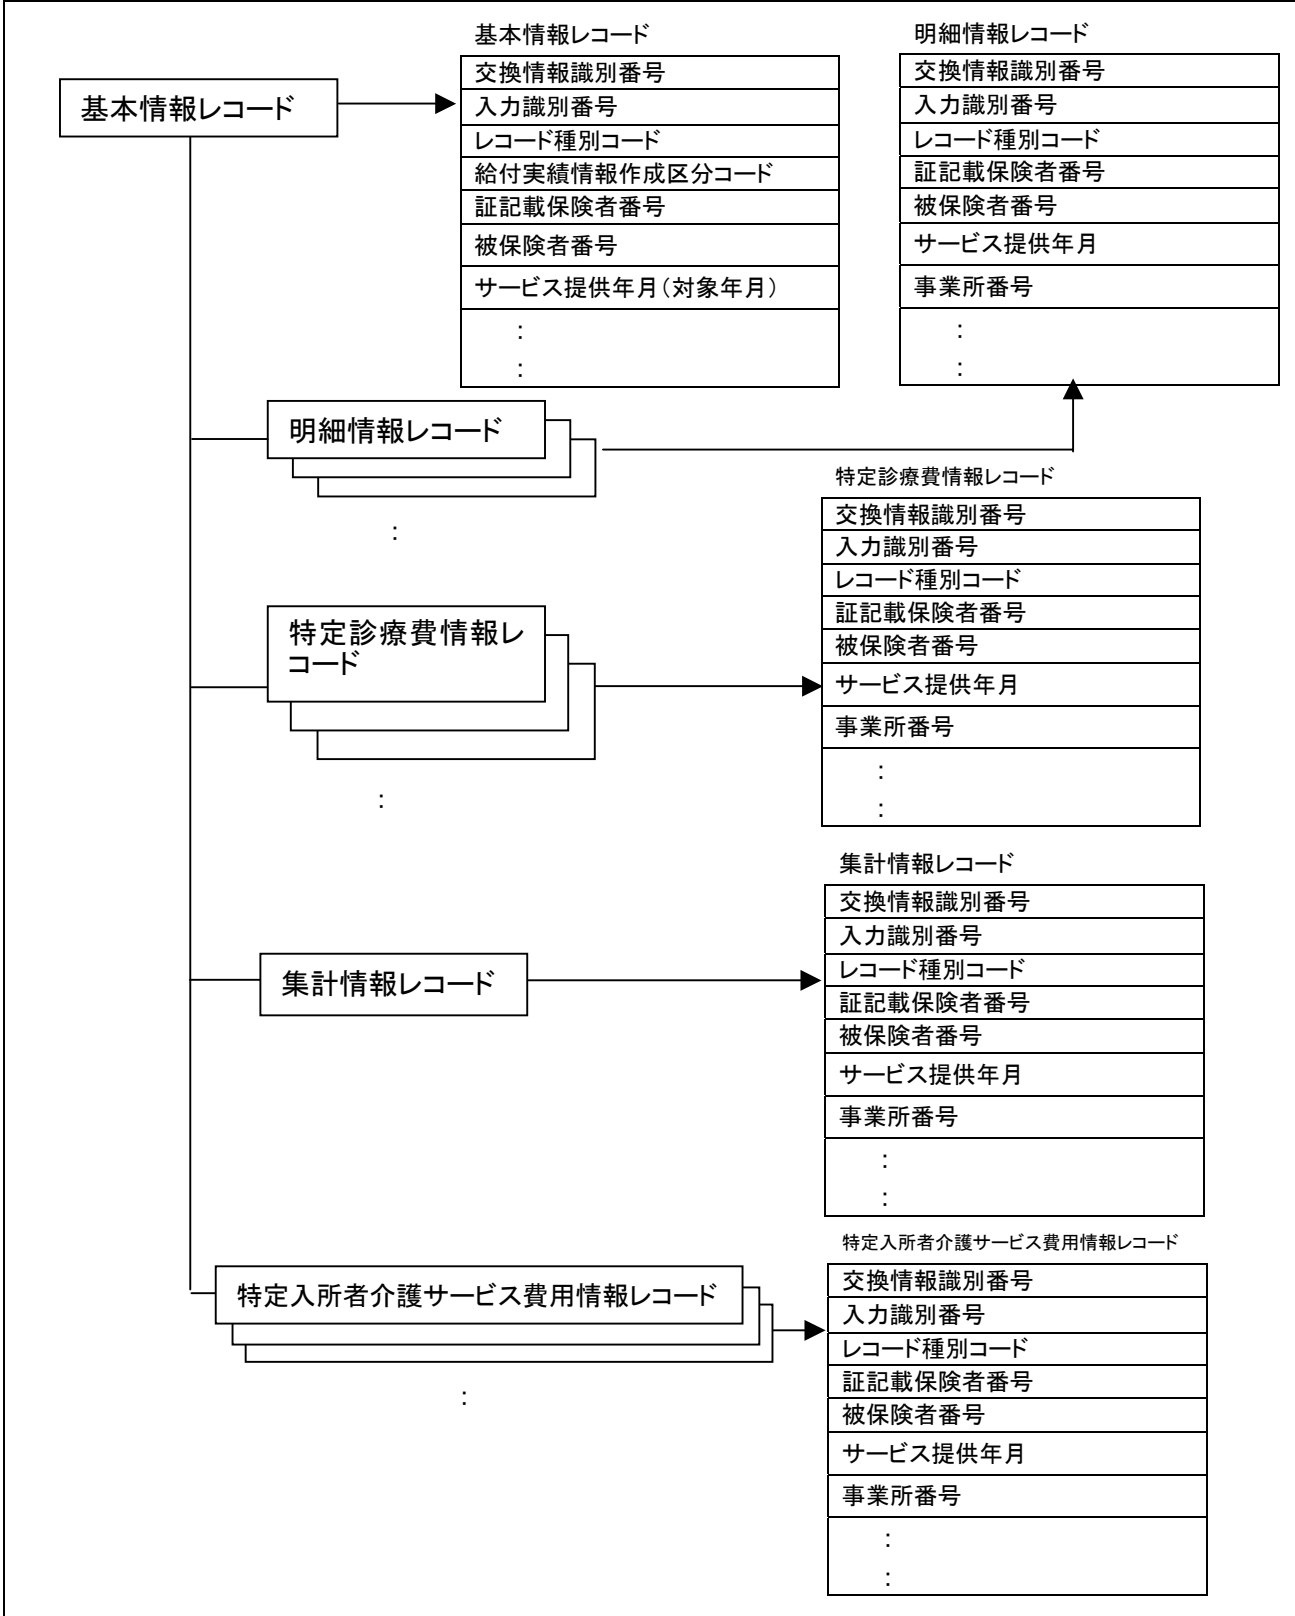 基本情報レコード
基本情報レコード
交換情報識別番号
入力識別番号
レコード種別コード
給付実績情報作成区分コード
証記載保険者番号
被保険者番号
サービス提供年月(対象年月)
:
:
明細情報レコード
交換情報識別番号
入力識別番号
レコード種別コード
証記載保険者番号
被保険者番号
サービス提供年月
事業所番号
:
:
明細情報レコード
:
特定診療費情報レコード
交換情報識別番号
入力識別番号
レコード種別コード
証記載保険者番号
被保険者番号
サービス提供年月
事業所番号
:
:
特定診療費情報レ
コード
:
集計情報レコード
集計情報レコード
交換情報識別番号
入力識別番号
レコード種別コード
証記載保険者番号
被保険者番号
サービス提供年月
事業所番号
:
:
特定入所者介護サービス費用情報レコード
:
特定入所者介護サービス費用情報レコード
交換情報識別番号
入力識別番号
レコード種別コード
証記載保険者番号
被保険者番号
サービス提供年月
事業所番号
:
: